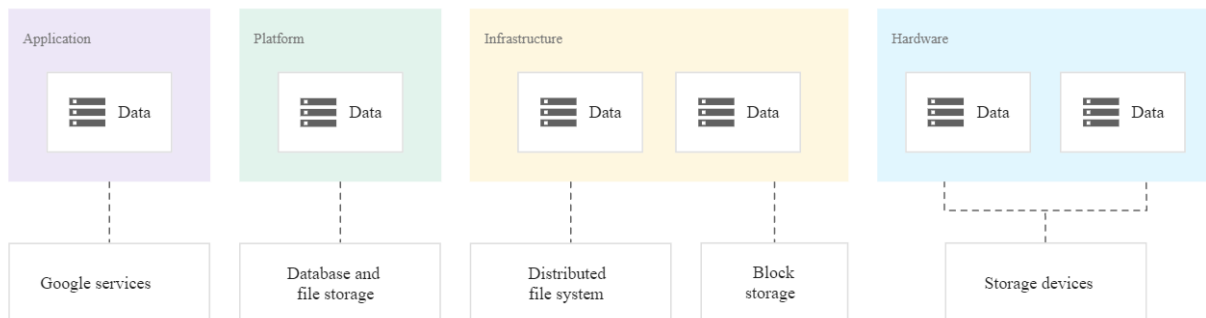 Application
Platform
Infrastructure
Hardware
Data
Data
Data
Data
Data
Data
Google services
Database and
file storage
Distributed
file system
Block
storage
Storage devices